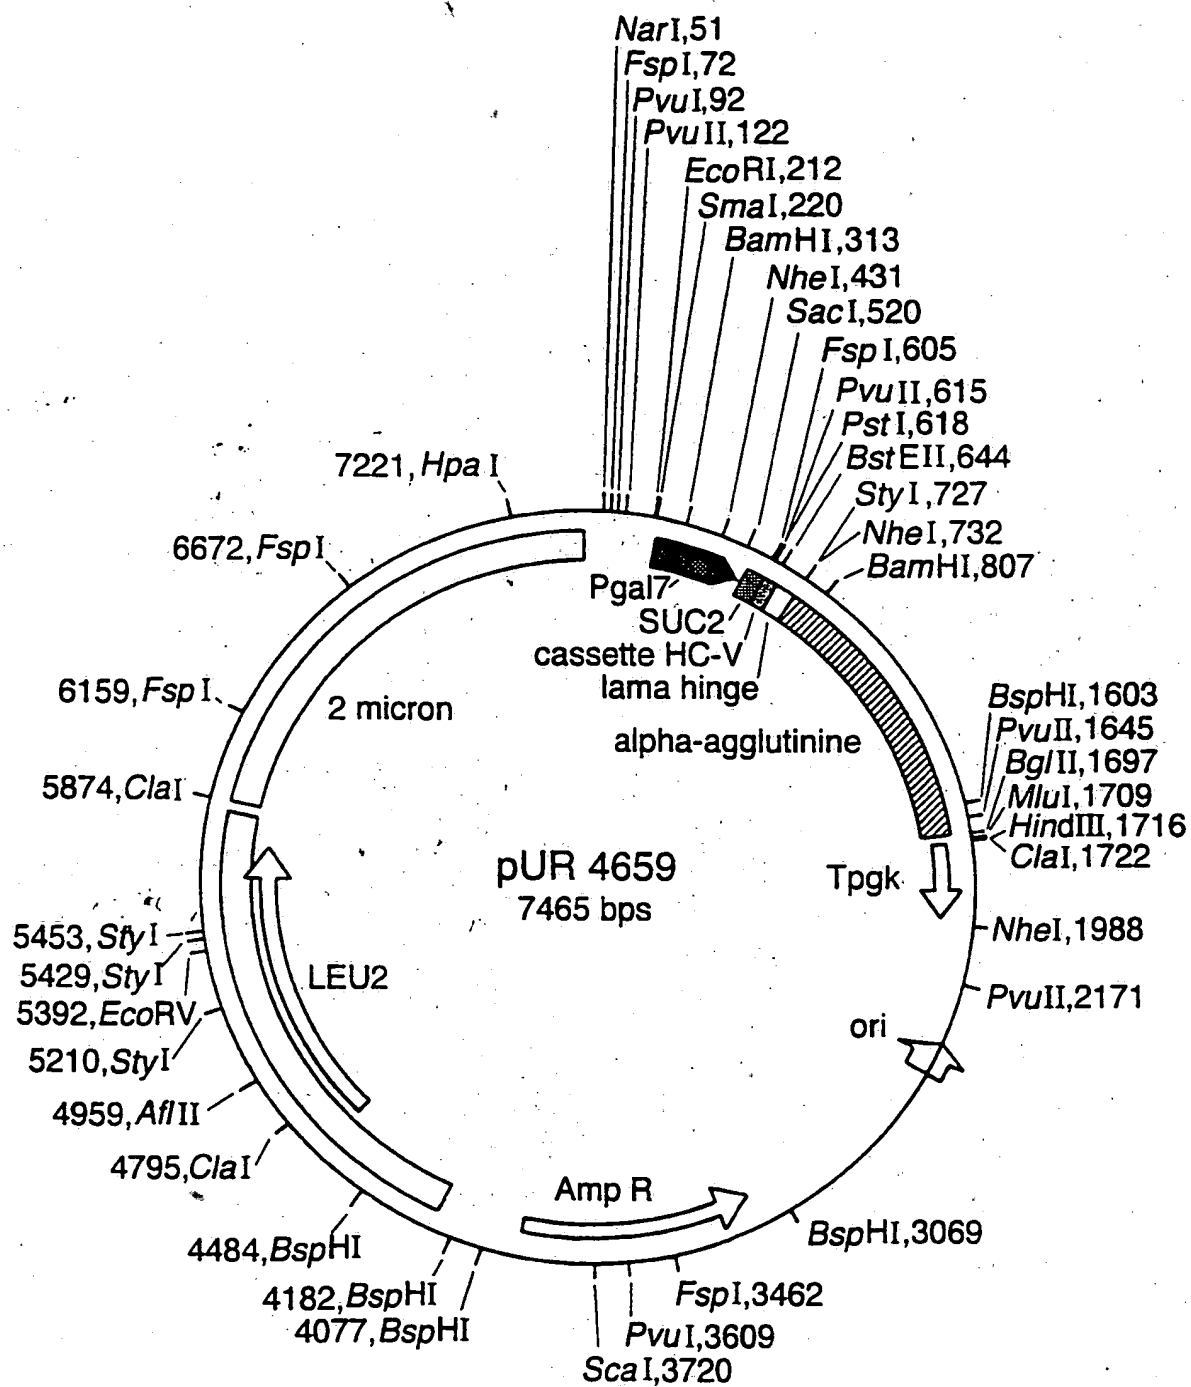 NarI,51
FspI,72
PvuI,92
PvuII,122
EcoRI,212
SmaI,220
BamHI,313
NheI,431
SacI,520
FspI,605
PvuII,615
PstI,618
BstEII,644
StyI,727
NheI,732
BamHI,807
7221,HpaI
6672,FspI
6159,FspI
5874,ClaI
Pgal7
SUC2
cassette HC-V
lama hinge
2 micron
alpha-agglutinine
BspHI,1603
PvuII,1645
BglII,1697
MluI,1709
HindIII,1716
ClaI,1722
pUR 4659
7465 bps
Tpgk
NheI,1988
PvuII,2171
ori
5453,StyI
5429,StyI
5392,EcoRV
5210,StyI
4959,AflII
4795,ClaI
LEU2
Amp R
4484,BspHI
4182,BspHI
4077,BspHI
BspHI,3069
FspI,3462
PvuI,3609
ScaI,3720